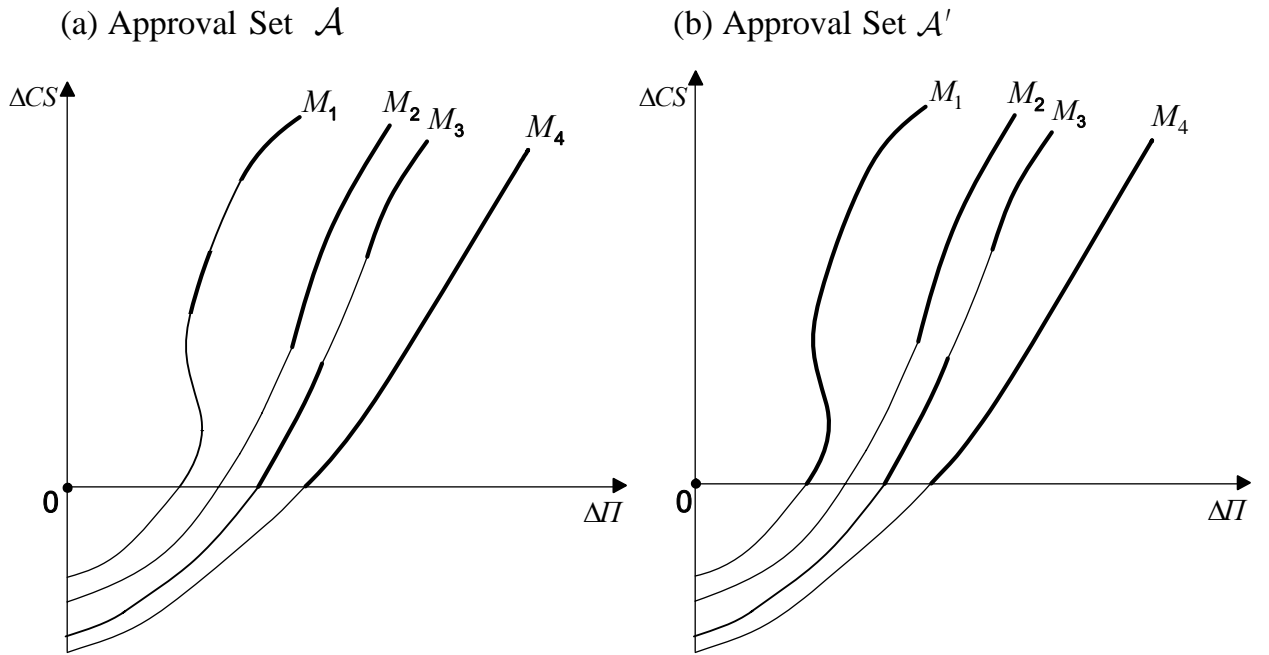 (a) Approval Set 𝒜
(b) Approval Set 𝒜′
ΔCS
M₁
M₂
M₃
M₄
0
ΔΠ
ΔCS
M₁
M₂
M₃
M₄
0
ΔΠ